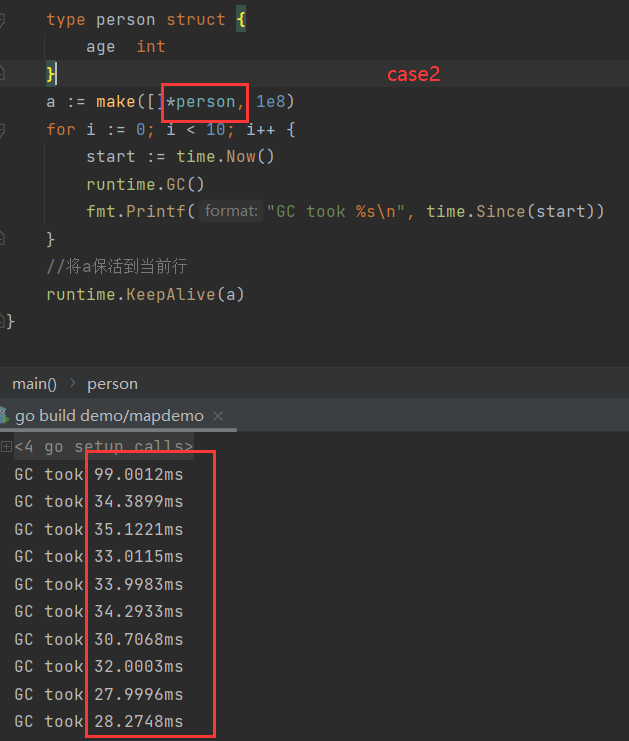 type person struct {
age int
}
case2
a := make([]*person, 1e8)
for i := 0; i < 10; i++ {
start := time.Now()
runtime.GC()
fmt.Printf( format: "GC took %s\n", time.Since(start))
}
//将a保活到当前行
runtime.KeepAlive(a)
}
main() > person
go build demo/mapdemo ×
<4 go setup calls>
GC took 99.0012ms
GC took 34.3899ms
GC took 35.1221ms
GC took 33.0115ms
GC took 33.9983ms
GC took 34.2933ms
GC took 30.7068ms
GC took 32.0003ms
GC took 27.9996ms
GC took 28.2748ms